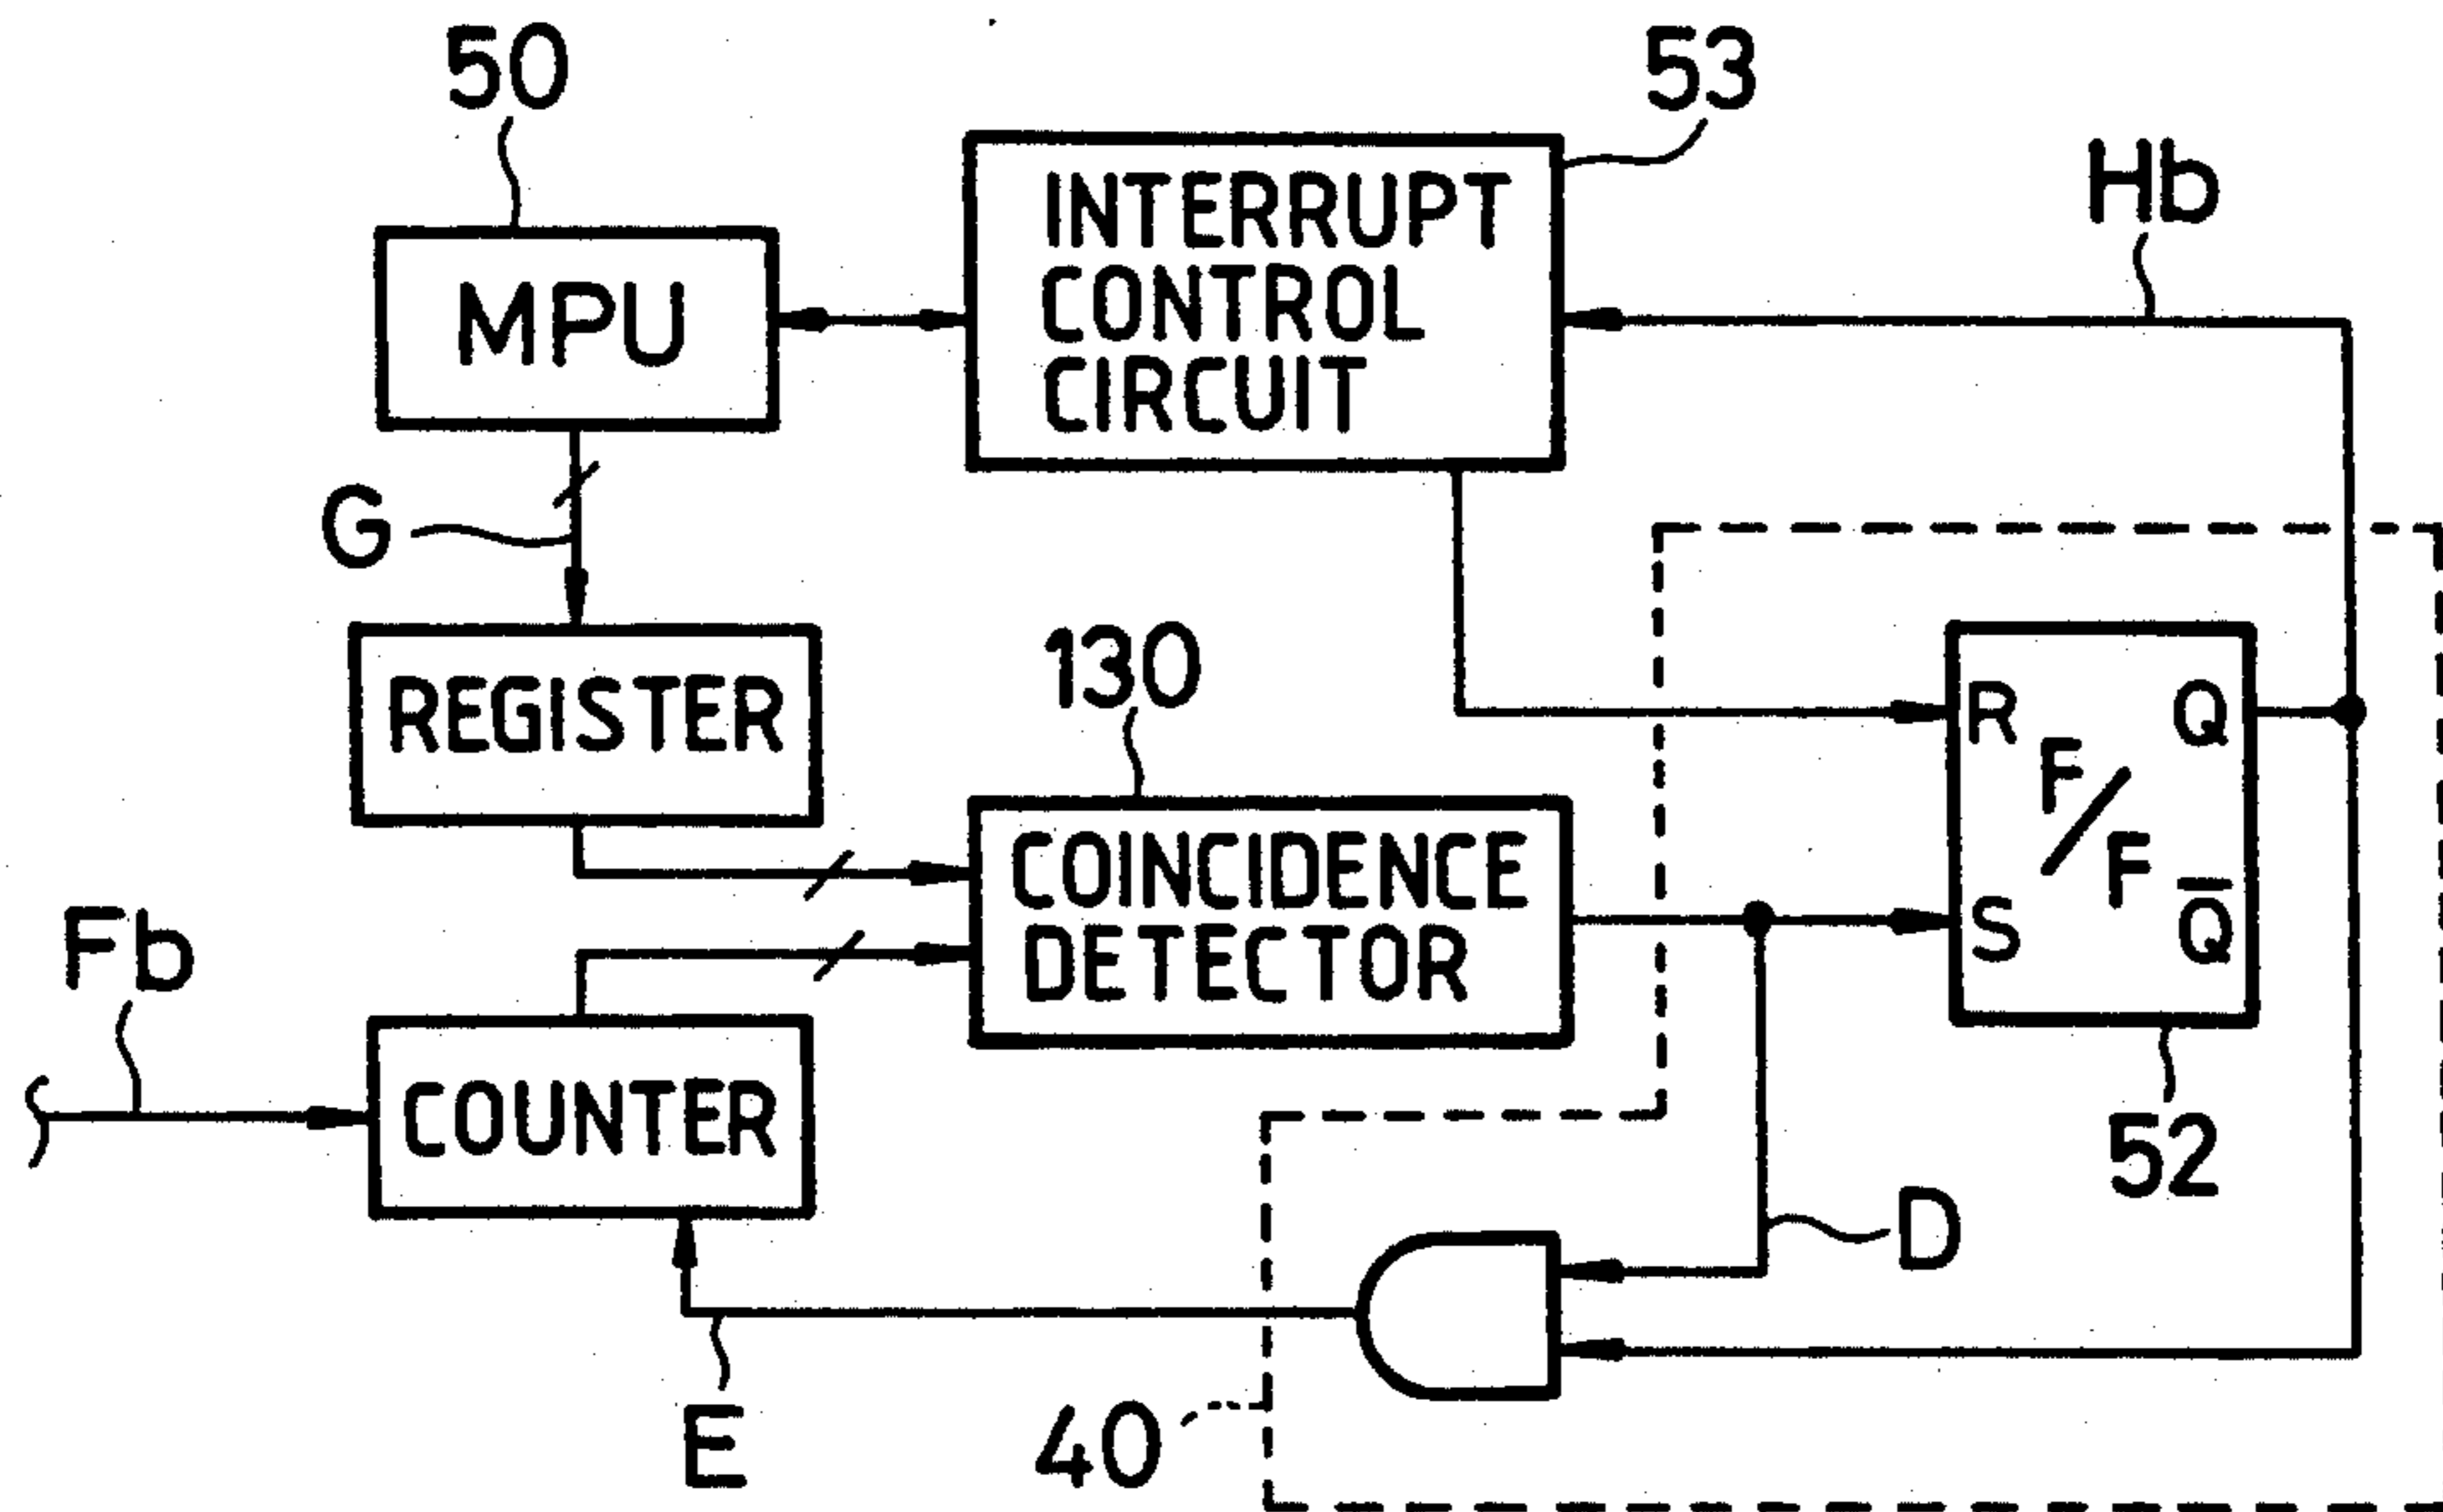 50
53
Hb
INTERRUPT
CONTROL
CIRCUIT
MPU
G
REGISTER
130
R
Q
F/F
S
Q̅
COINCIDENCE
DETECTOR
Fb
COUNTER
52
D
E
40